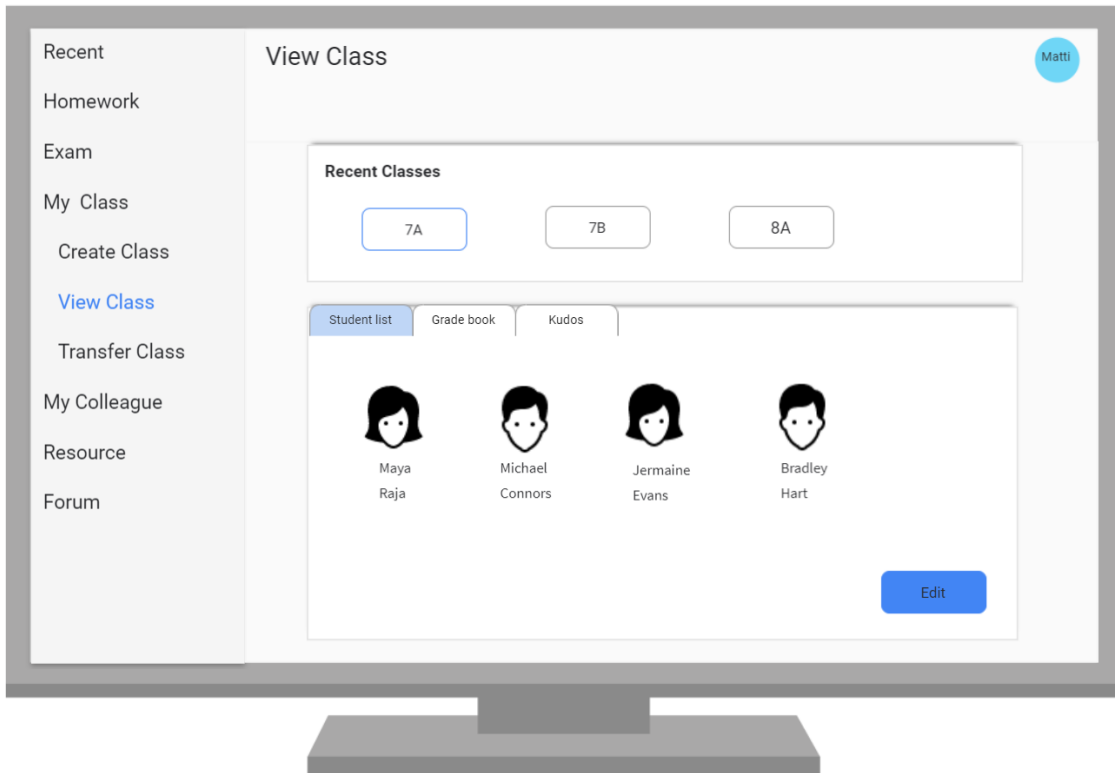 Recent
Homework
Exam
My Class
Create Class
View Class
Transfer Class
My Colleague
Resource
Forum
View Class
Matti
Recent Classes
7A
7B
8A
Student list
Grade book
Kudos
Maya
Raja
Michael
Connors
Jermaine
Evans
Bradley
Hart
Edit